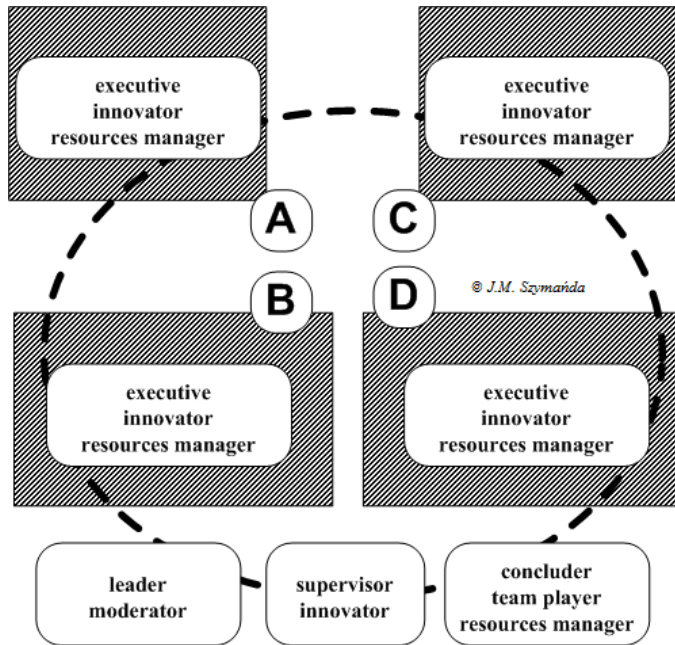 executive
innovator
resources manager
executive
innovator
resources manager
A
C
B
D
© J.M. Szymańda
executive
innovator
resources manager
executive
innovator
resources manager
leader
moderator
supervisor
innovator
concluder
team player
resources manager